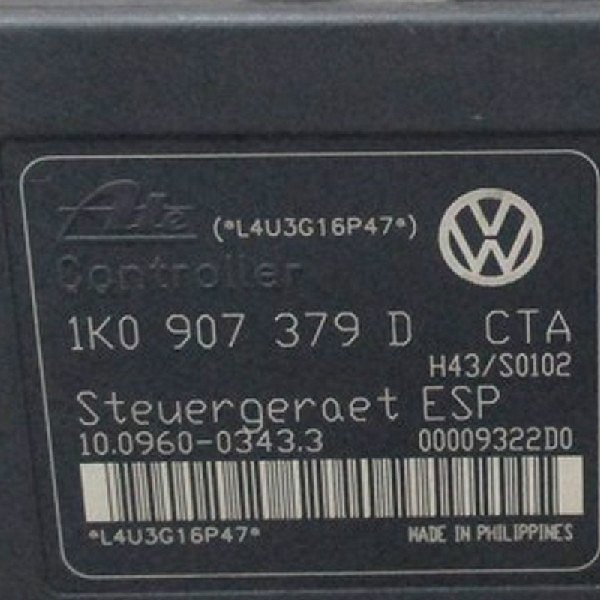 Ate (*L4U3G16P47*)
Controller
1K0 907 379 D CTA
H43/S0102
Steuergeraet ESP
10.0960-0343.3 00009322D0
*L4U3G16P47* MADE IN PHILIPPINES